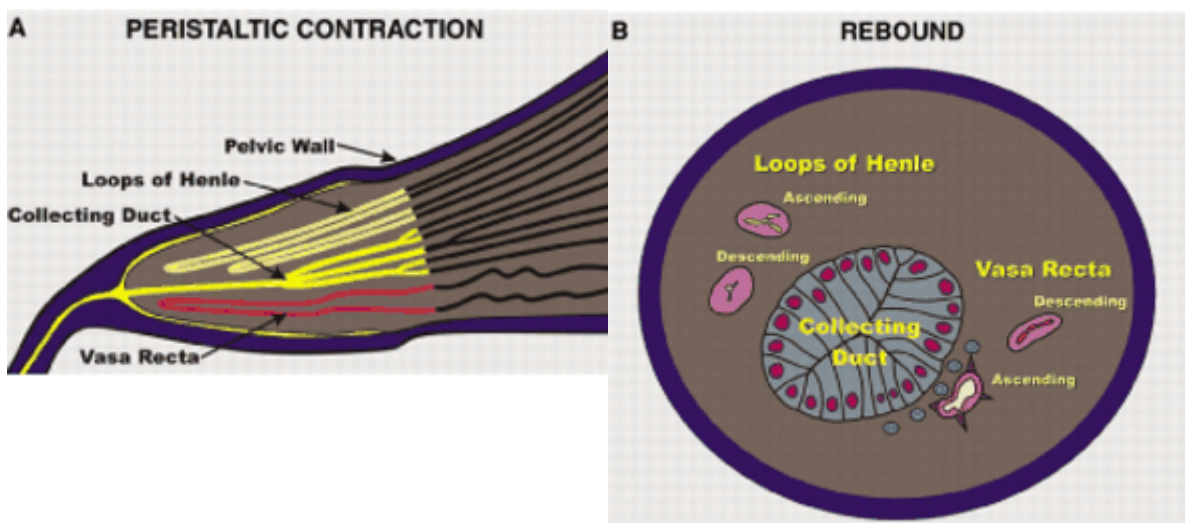 A PERISTALTIC CONTRACTION
Pelvic Wall
Loops of Henle
Collecting Duct
Vasa Recta
B REBOUND
Loops of Henle
Ascending
Descending
Vasa Recta
Descending
Collecting
Duct
Ascending